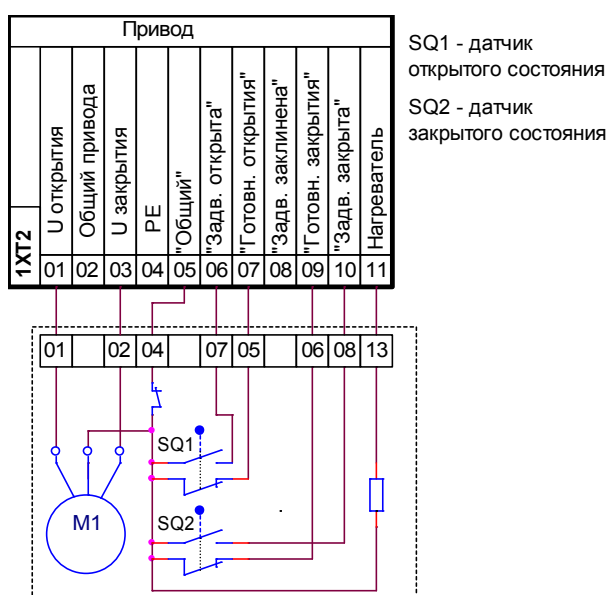 Привод
SQ1 - датчик
открытого состояния
SQ2 - датчик
закрытого состояния
1XT2
U открытия
Общий привода
U закрытия
PE
"Общий"
"Задв. открыта"
"Готовн. открытия"
"Задв. заклинена"
"Готовн. закрытия"
"Задв. закрыта"
Нагреватель
01 02 03 04 05 06 07 08 09 10 11
01 02 04 07 05 06 08 13
SQ1
M1
SQ2